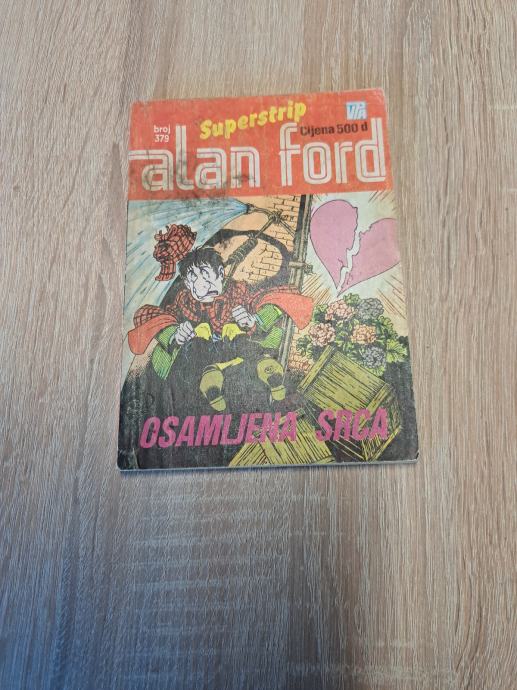 Superstrip
broj
379
Cijena 500 d
alan ford
OSAMLJENA SRCA